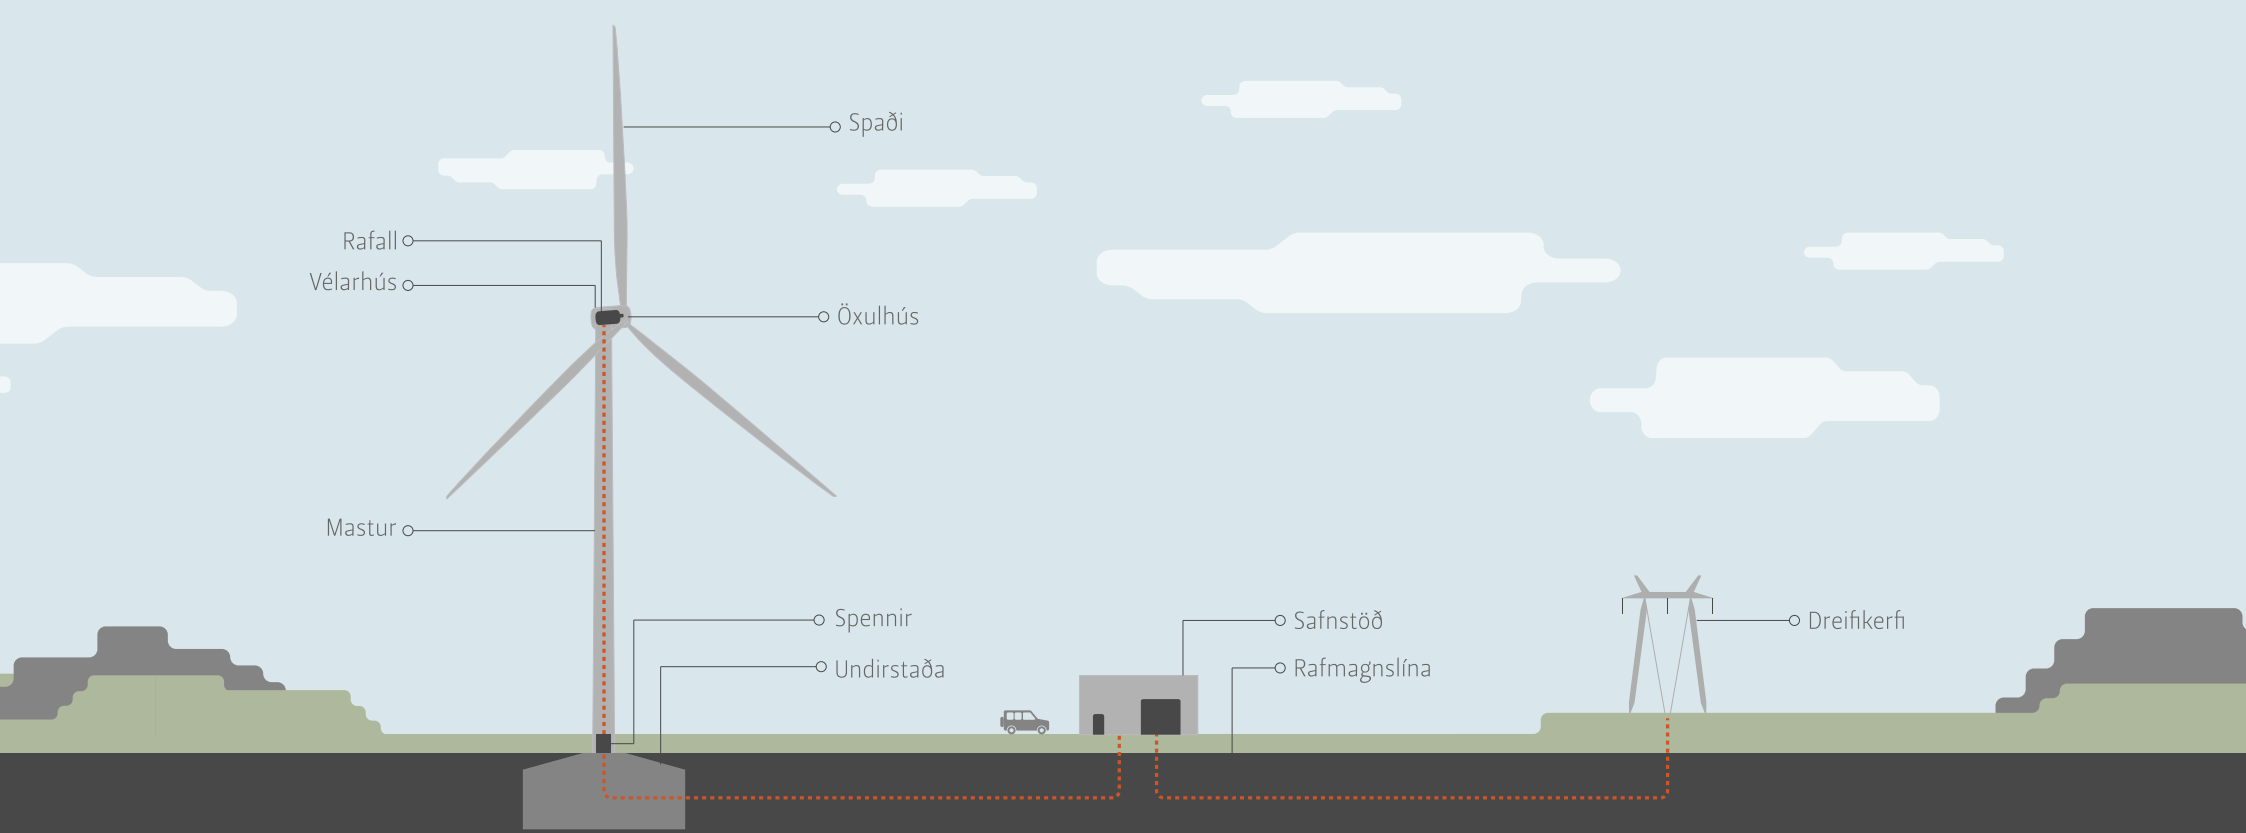 Spaði
Rafall
Vélarhús
Öxulhús
Mastur
Spennir
Undirstaða
Safnstöð
Rafmagnslína
Dreifikerfi